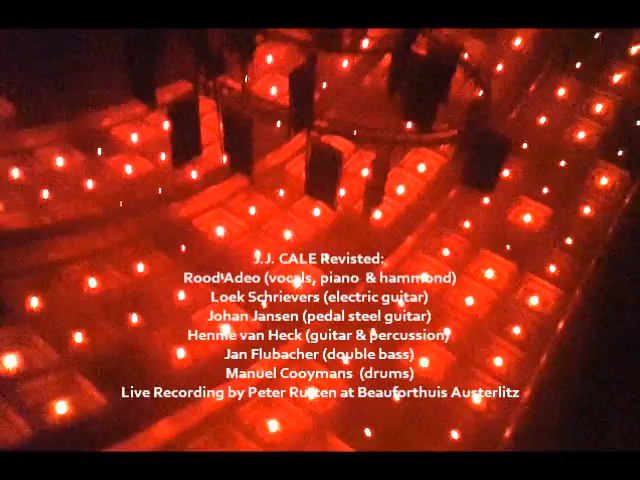 J.J. CALE Revisted:
Rood Adeo (vocals, piano & hammond)
Loek Schrievers (electric guitar)
Johan Jansen (pedal steel guitar)
Hennie van Heck (guitar & percussion)
Jan Flubacher (double bass)
Manuel Cooymans (drums)
Live Recording by Peter at Beauforthuis Austerlitz